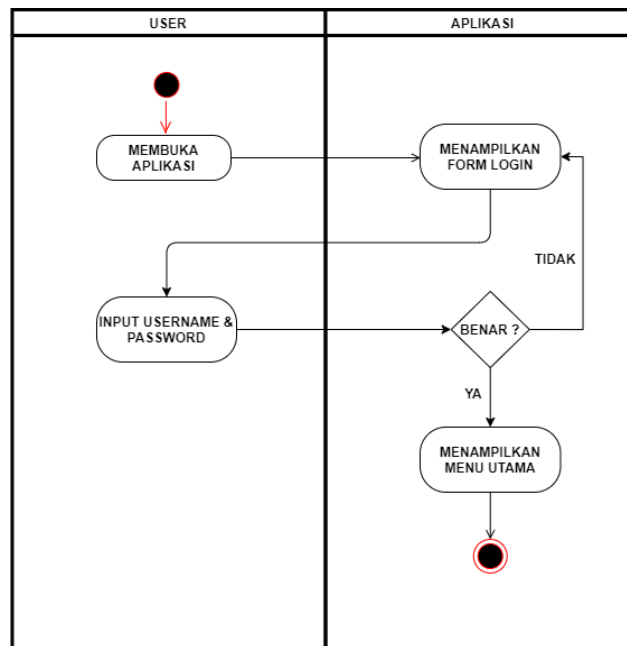 USER
APLIKASI
MEMBUKA
APLIKASI
MENAMPILKAN
FORM LOGIN
TIDAK
INPUT USERNAME &
PASSWORD
BENAR ?
YA
MENAMPILKAN
MENU UTAMA